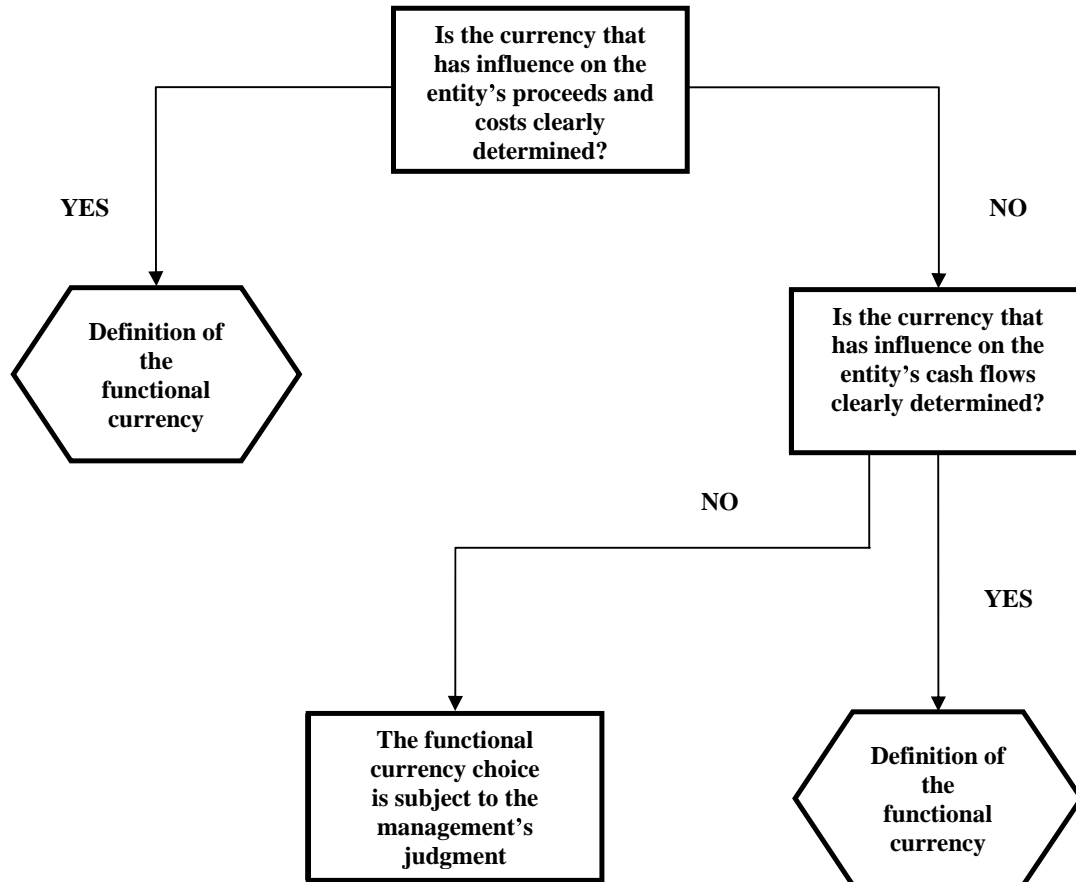 Is the currency that
has influence on the
entity’s proceeds and
costs clearly
determined?
YES
NO
Definition of
the
functional
currency
Is the currency that
has influence on the
entity’s cash flows
clearly determined?
NO
YES
The functional
currency choice
is subject to the
management’s
judgment
Definition of
the
functional
currency